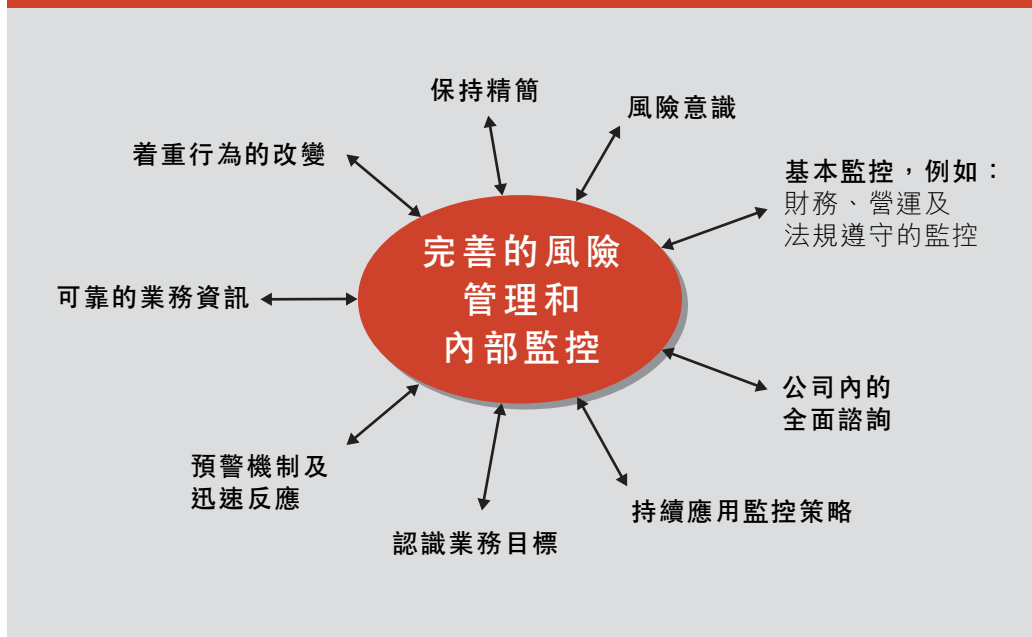 保持精簡
風險意識
着重行為的改變
基本監控，例如：
財務、營運及
法規遵守的監控
完善的風險
管理和
內部監控
可靠的業務資訊
公司內的
全面諮詢
預警機制及
迅速反應
持續應用監控策略
認識業務目標